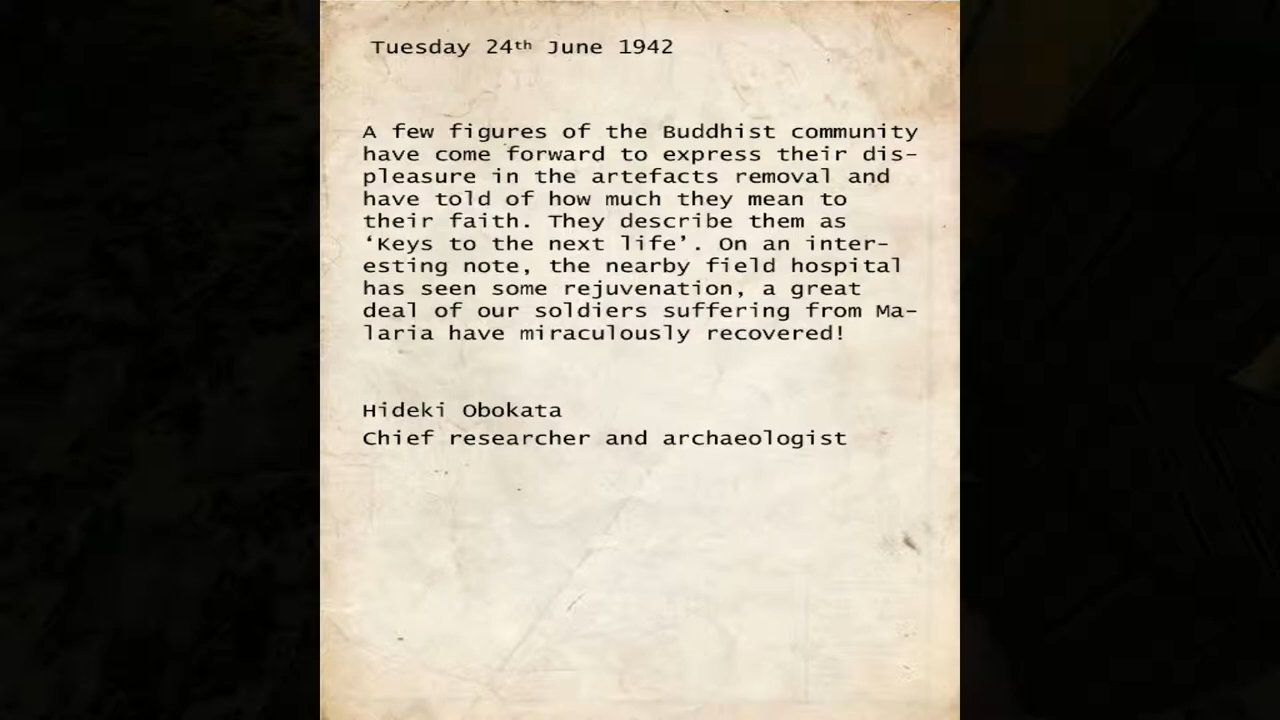 Tuesday 24th June 1942
A few figures of the Buddhist community
have come forward to express their dis-
pleasure in the artefacts removal and
have told of how much they mean to
their faith. They describe them as
‘Keys to the next life’. On an inter-
esting note, the nearby field hospital
has seen some rejuvenation, a great
deal of our soldiers suffering from Ma-
laria have miraculously recovered!
Hideki Obokata
Chief researcher and archaeologist